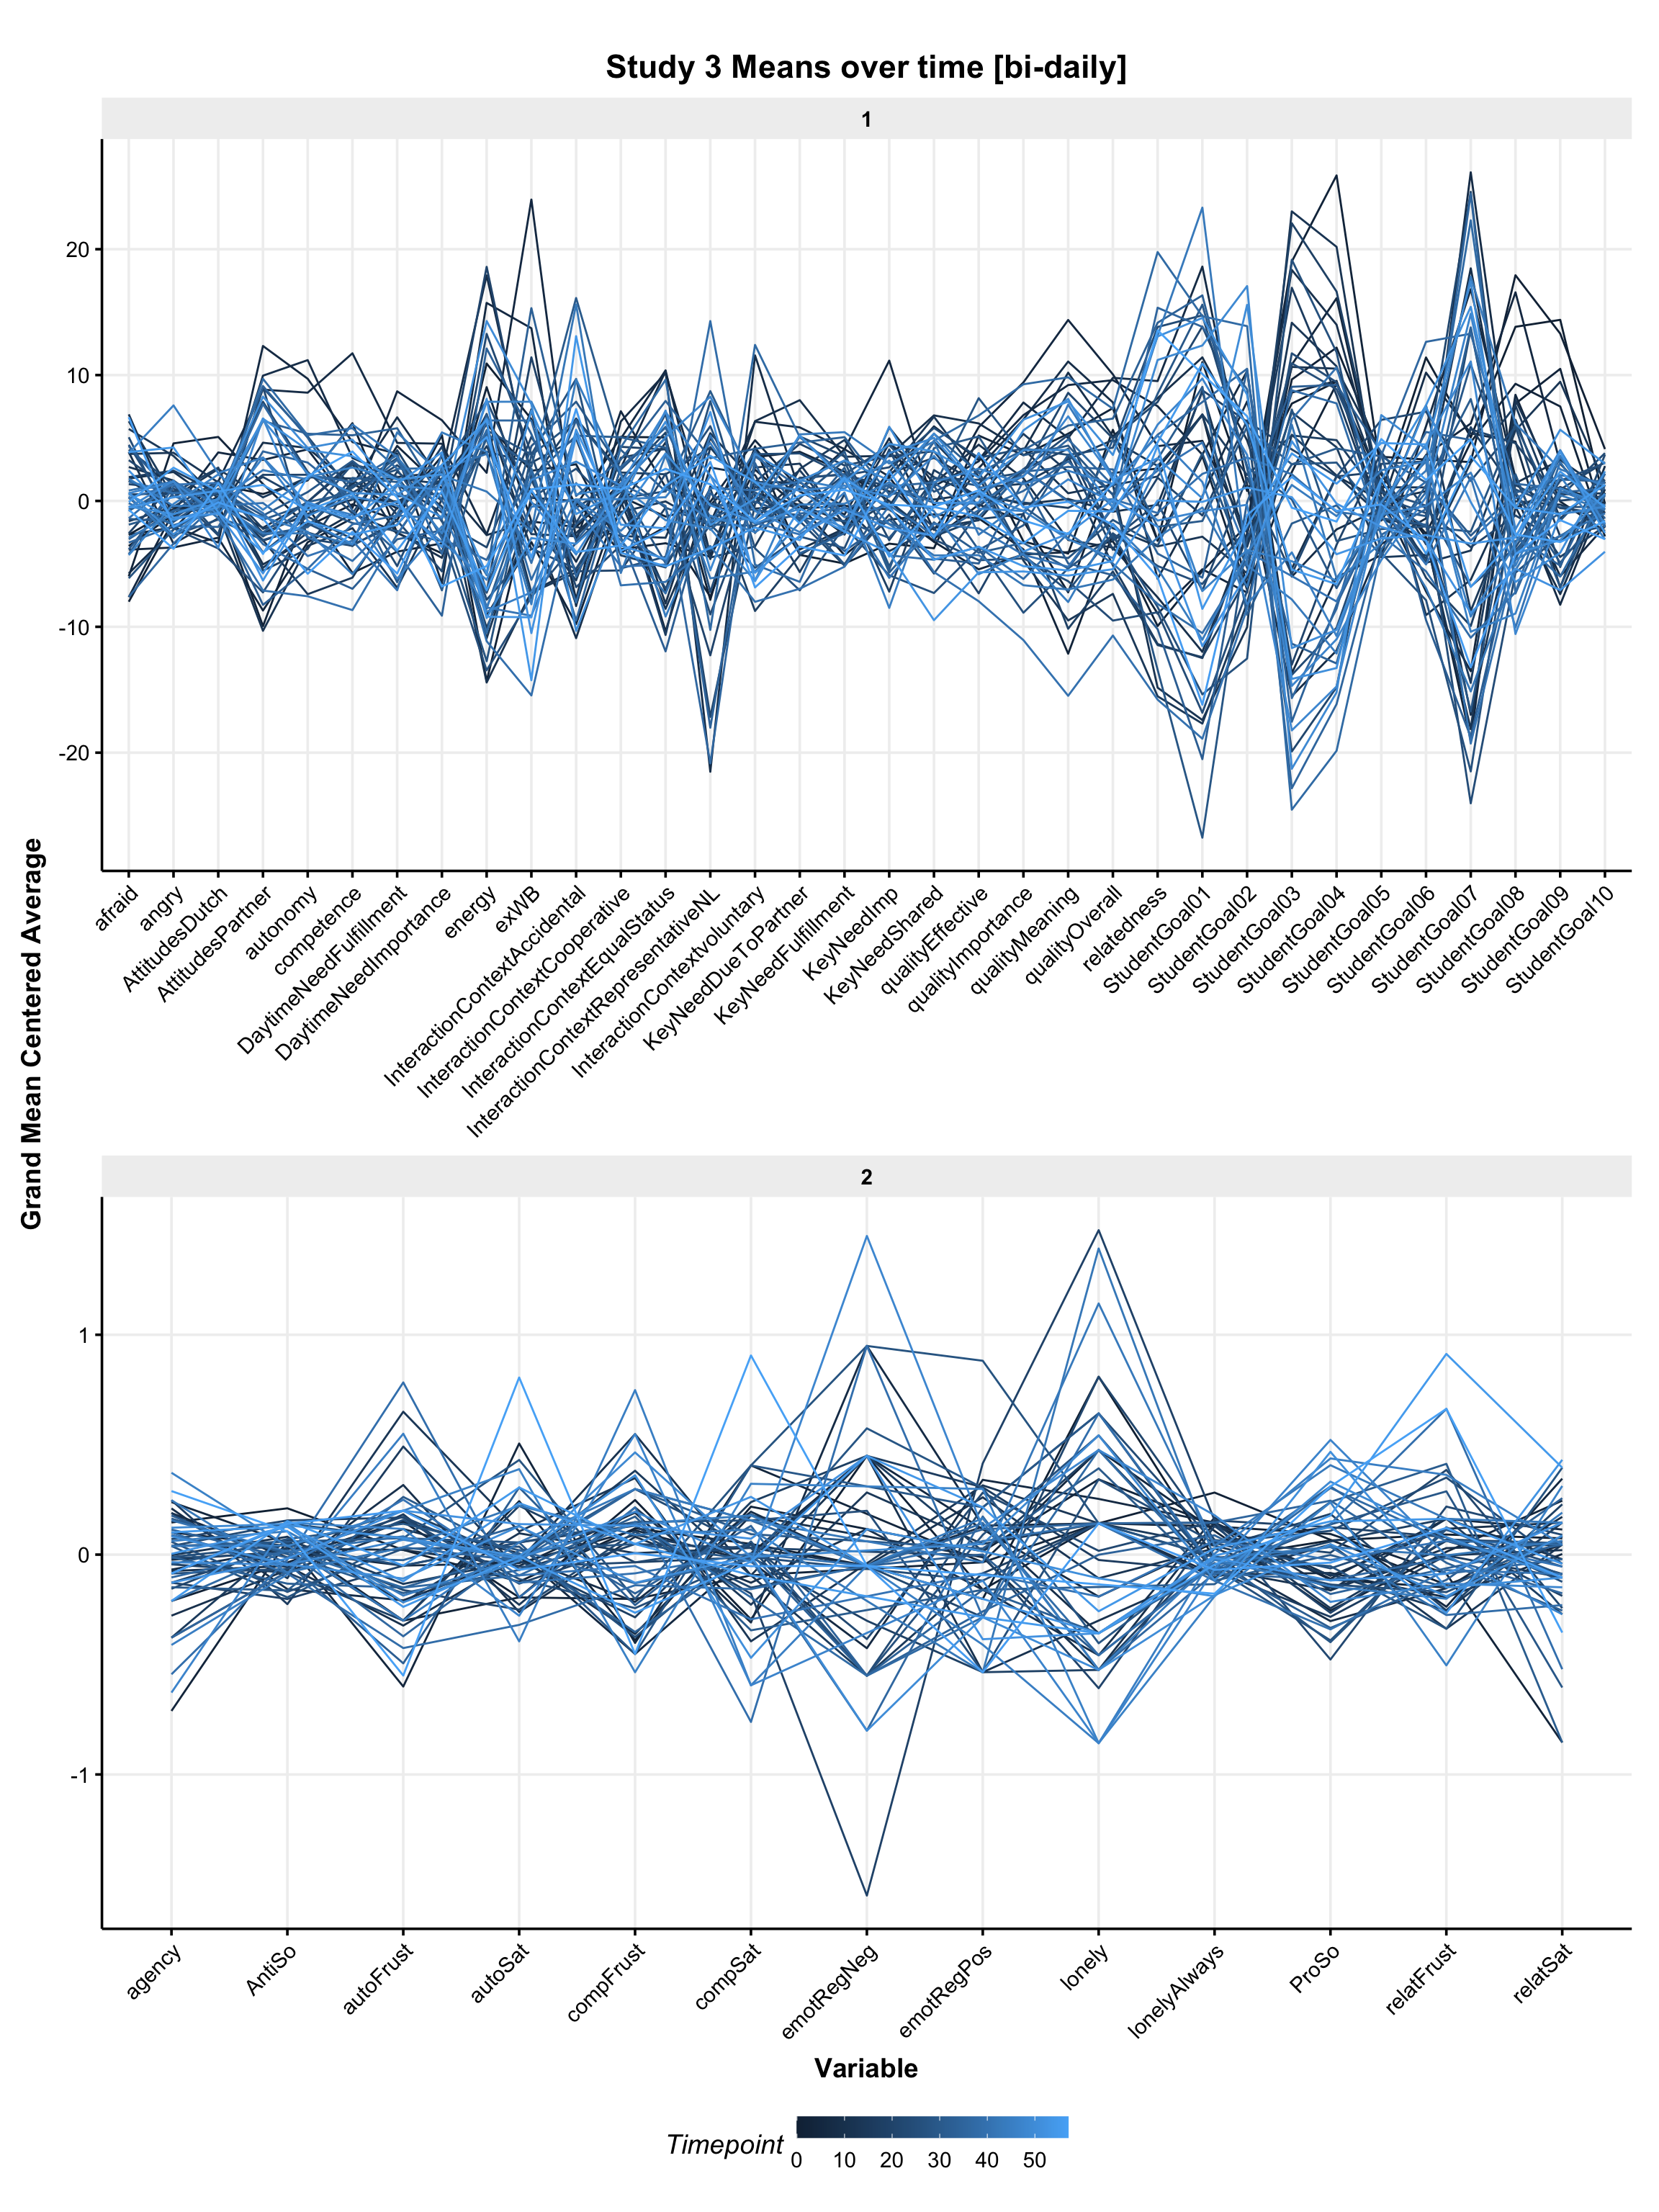 Study 3 Means over time [bi-daily]
1
20
10
0
-10
-20
afraid
angry
AttitudesDutch
AttitudesPartner
autonomy
competence
DaytimeNeedFulfillment
DaytimeNeedImportance
energy
exWB
InteractionContextAccidental
InteractionContextCooperative
InteractionContextEqualStatus
InteractionContextRepresentativeNL
InteractionContextvoluntary
KeyNeedDueToPartner
KeyNeedFulfillment
KeyNeedImp
KeyNeedShared
qualityEffective
qualityImportance
qualityMeaning
qualityOverall
relatedness
StudentGoal01
StudentGoal02
StudentGoal03
StudentGoal04
StudentGoal05
StudentGoal06
StudentGoal07
StudentGoal08
StudentGoal09
StudentGoal10
Grand Mean Centered Average
2
1
0
-1
agency
AntiSo
autoFrust
autoSat
compFrust
compSat
emotRegNeg
emotRegPos
lonely
lonelyAlways
ProSo
relatFrust
relatSat
Variable
Timepoint
0 10 20 30 40 50